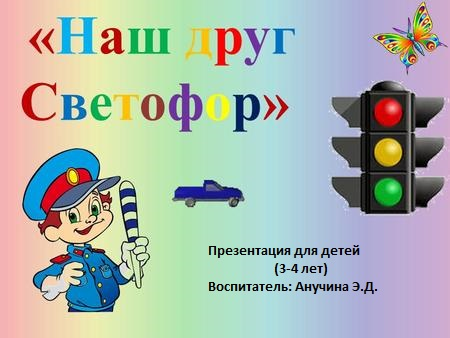 «Наш друг
Светофор»
Презентация для детей
(3-4 лет)
Воспитатель: Анучина Э.Д.